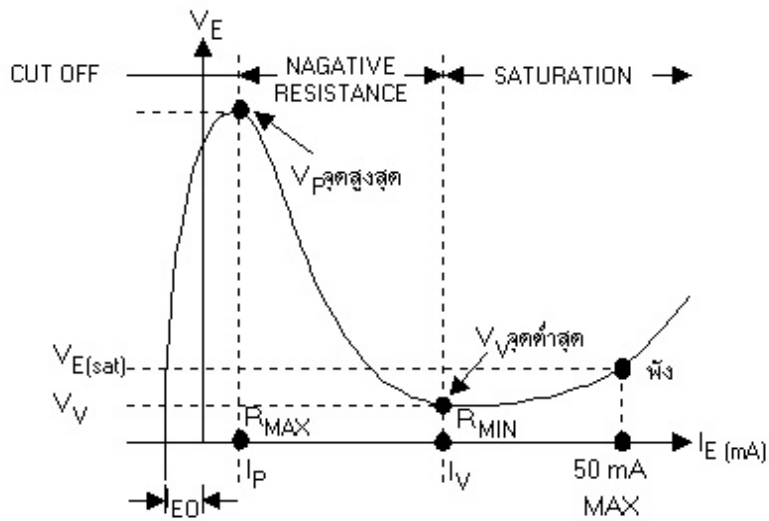 V_E
CUT OFF
NAGATIVE
RESISTANCE
SATURATION
V_P จุดสูงสุด
V_V จุดต่ำสุด
V_E(sat)
พัง
V_V
R_MAX
R_MIN
I_E (mA)
I_P
I_V
50 mA
I_EO
MAX